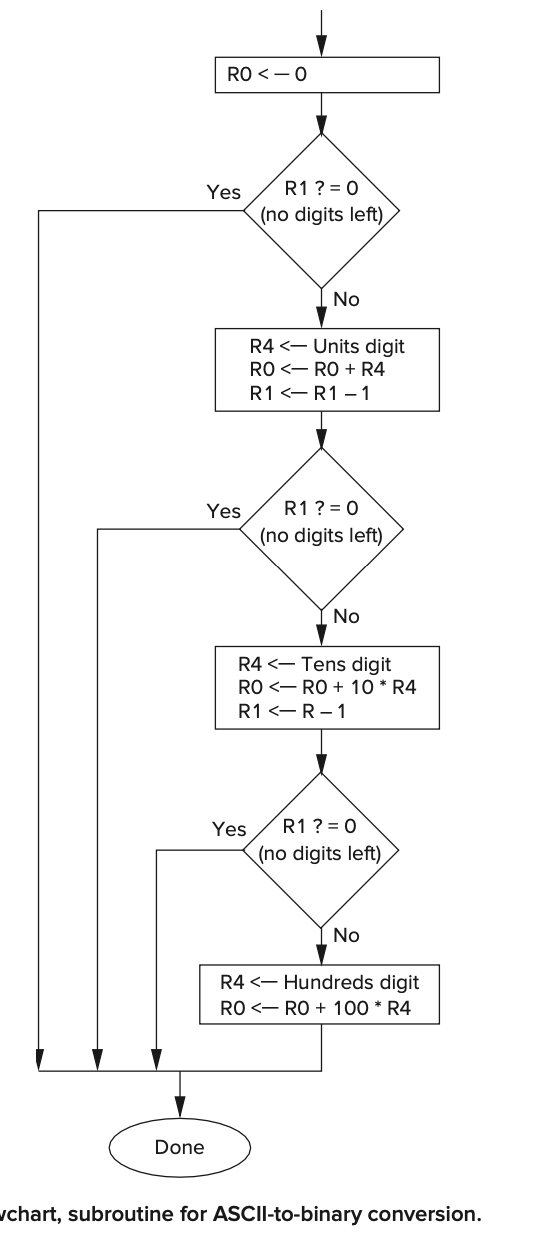 R0 <— 0
R1 ? = 0
Yes
(no digits left)
No
R4 <— Units digit
R0 <— R0 + R4
R1 <— R1 – 1
R1 ? = 0
Yes
(no digits left)
No
R4 <— Tens digit
R0 <— R0 + 10 * R4
R1 <— R – 1
R1 ? = 0
Yes
(no digits left)
No
R4 <— Hundreds digit
R0 <— R0 + 100 * R4
Done
wchart, subroutine for ASCII-to-binary conversion.